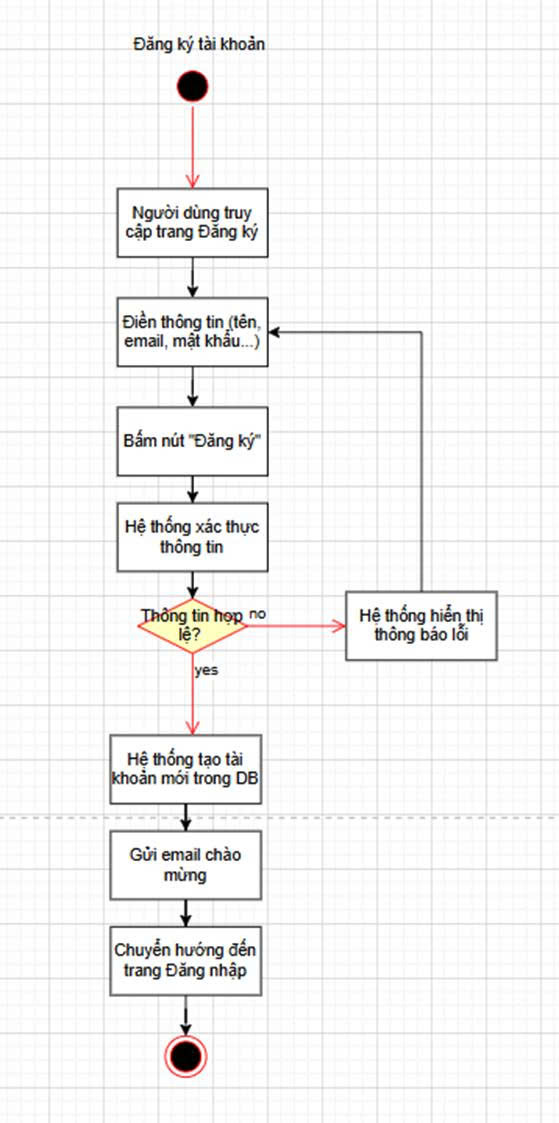 Đăng ký tài khoản
Người dùng truy
cập trang Đăng ký
Điền thông tin (tên,
email, mật khẩu...)
Bấm nút "Đăng ký"
Hệ thống xác thực
thông tin
Thông tin hợp
lệ?
no
Hệ thống hiển thị
thông báo lỗi
yes
Hệ thống tạo tài
khoản mới trong DB
Gửi email chào
mừng
Chuyển hướng đến
trang Đăng nhập